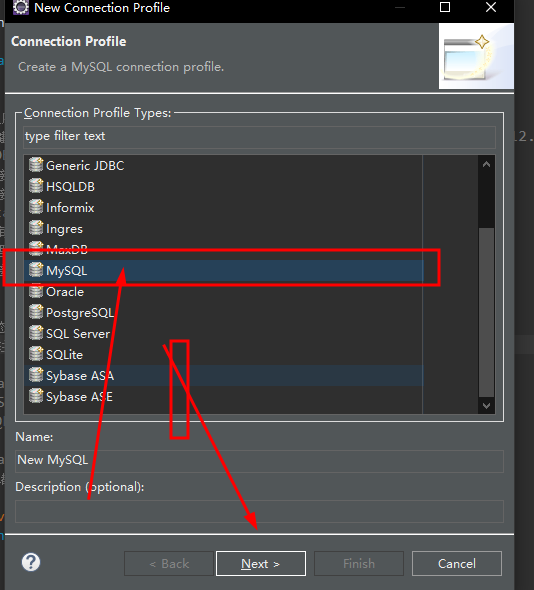 New Connection Profile
Connection Profile
Create a MySQL connection profile.
Connection Profile Types:
type filter text
Generic JDBC
HSQLDB
Informix
Ingres
MaxDB
MySQL
Oracle
PostgreSQL
SQL Server
SQLite
Sybase ASA
Sybase ASE
Name:
New MySQL
Description (optional):
< Back
Next >
Finish
Cancel